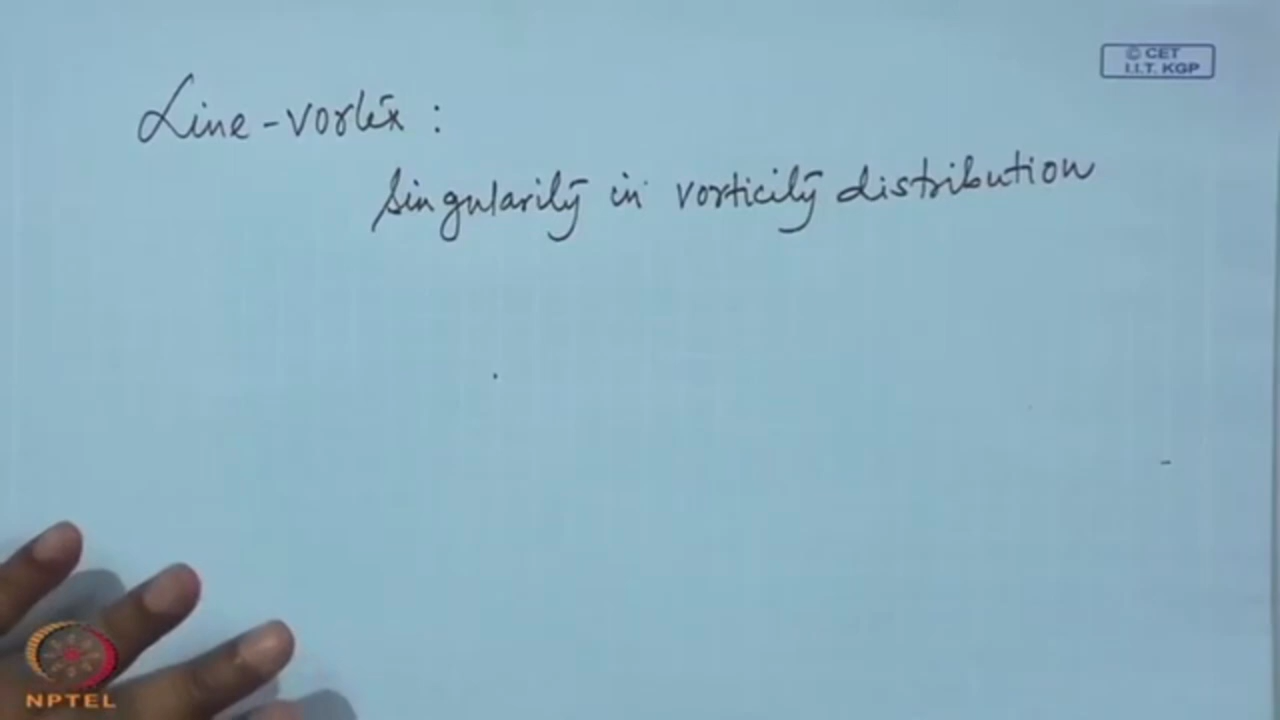 © CET
I.I.T. KGP
Line-vortex :
Singularity in vorticity distribution
NPTEL